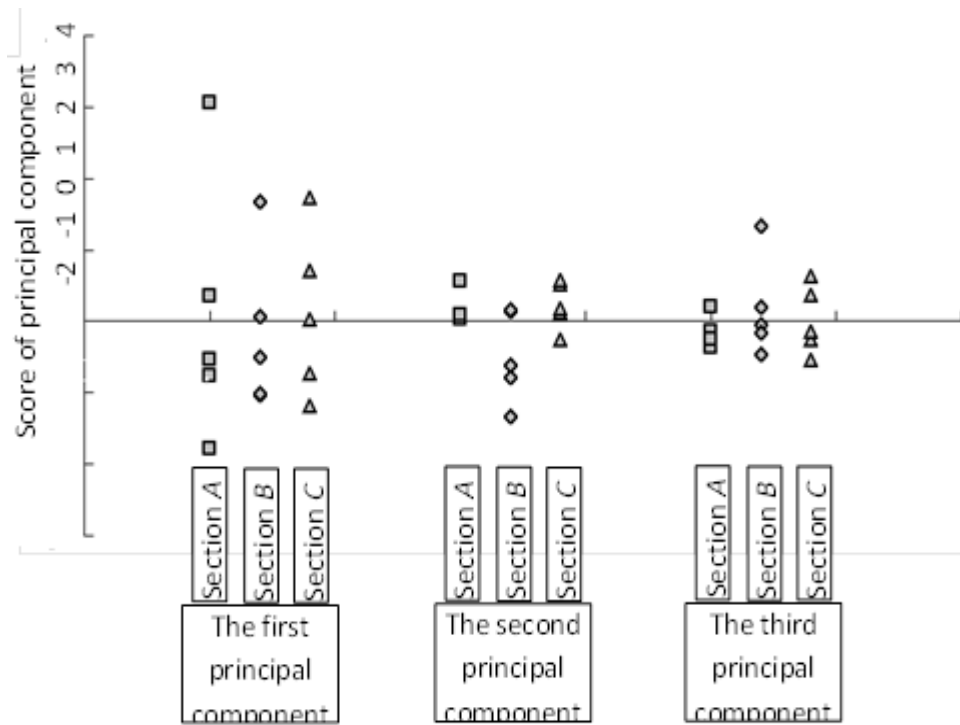 Score of principal component
4
3
2
1
0
-1
-2
Section A
Section B
Section C
Section A
Section B
Section C
Section A
Section B
Section C
The first
principal
component
The second
principal
component
The third
principal
component